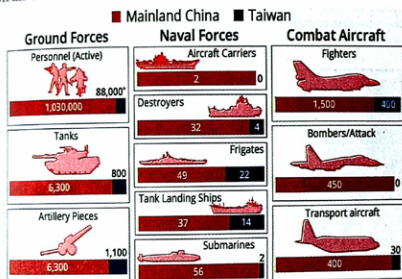 Mainland China Taiwan
Ground Forces
Personnel (Active)
88,000*
1,030,000
Tanks
800
6,300
Artillery Pieces
1,100
6,300
Naval Forces
Aircraft Carriers
2 0
Destroyers
32 4
Frigates
49 22
Tank Landing Ships
37 14
Submarines
2
56
Combat Aircraft
Fighters
1,500 400
Bombers/Attack
450 0
Transport aircraft
30
400